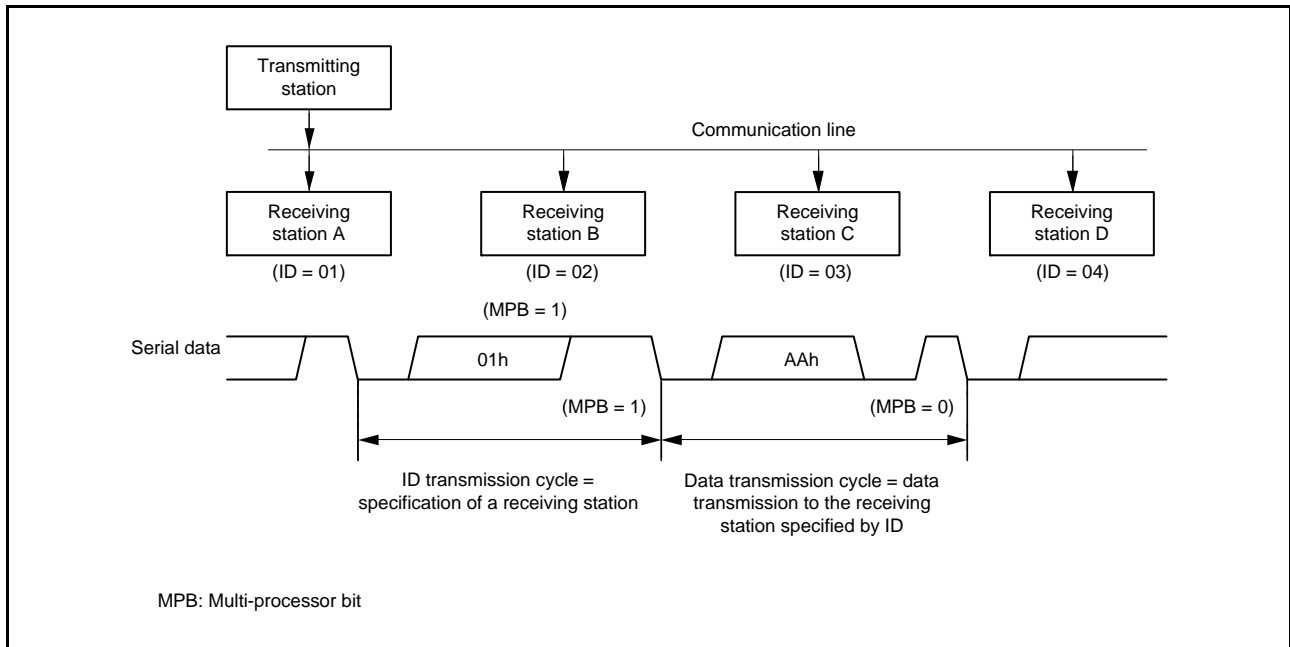 Transmitting
station
Communication line
Receiving
station A
Receiving
station B
Receiving
station C
Receiving
station D
(ID = 01)
(ID = 02)
(ID = 03)
(ID = 04)
(MPB = 1)
Serial data
01h
AAh
(MPB = 1)
(MPB = 0)
ID transmission cycle =
specification of a receiving station
Data transmission cycle = data
transmission to the receiving
station specified by ID
MPB: Multi-processor bit